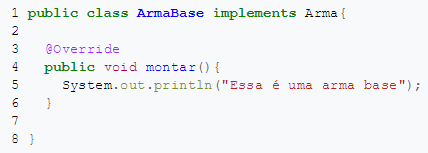 1 public class ArmaBase implements Arma{
2
3   @Override
4   public void montar(){
5     System.out.println("Essa é uma arma base");
6   }
7
8 }